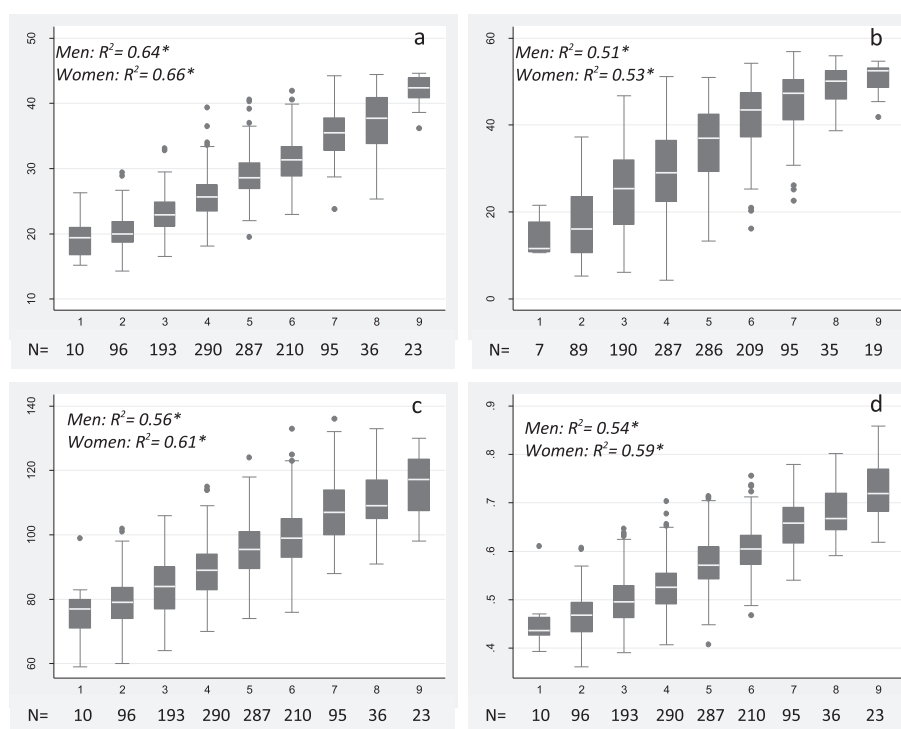 a
Men: R²= 0.64*
Women: R²= 0.66*
50
40
30
20
10
1 2 3 4 5 6 7 8 9
N= 10 96 193 290 287 210 95 36 23
b
Men: R²= 0.51*
Women: R²= 0.53*
60
40
20
0
1 2 3 4 5 6 7 8 9
N= 7 89 190 287 286 209 95 35 19
c
Men: R²= 0.56*
Women: R²= 0.61*
140
120
100
80
60
1 2 3 4 5 6 7 8 9
N= 10 96 193 290 287 210 95 36 23
d
Men: R²= 0.54*
Women: R²= 0.59*
.9
.8
.7
.6
.5
.4
1 2 3 4 5 6 7 8 9
N= 10 96 193 290 287 210 95 36 23